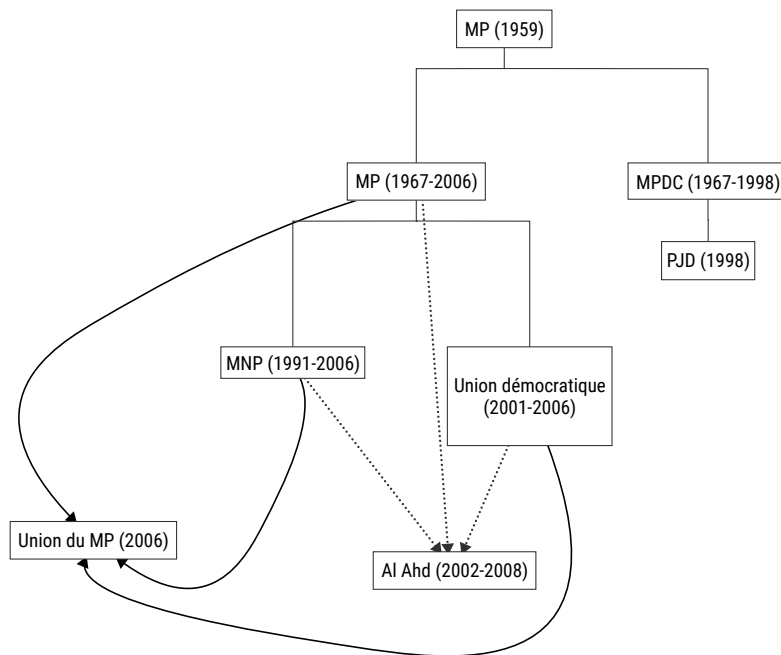 MP (1959)
MP (1967-2006)
MPDC (1967-1998)
PJD (1998)
MNP (1991-2006)
Union démocratique
(2001-2006)
Union du MP (2006)
Al Ahd (2002-2008)